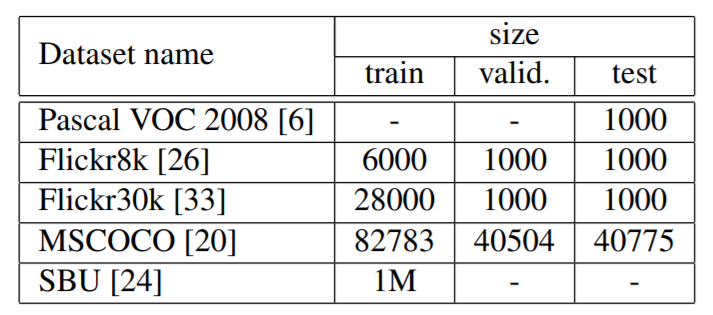 Dataset name size
train valid. test
Pascal VOC 2008 [6] - - 1000
Flickr8k [26] 6000 1000 1000
Flickr30k [33] 28000 1000 1000
MSCOCO [20] 82783 40504 40775
SBU [24] 1M - -